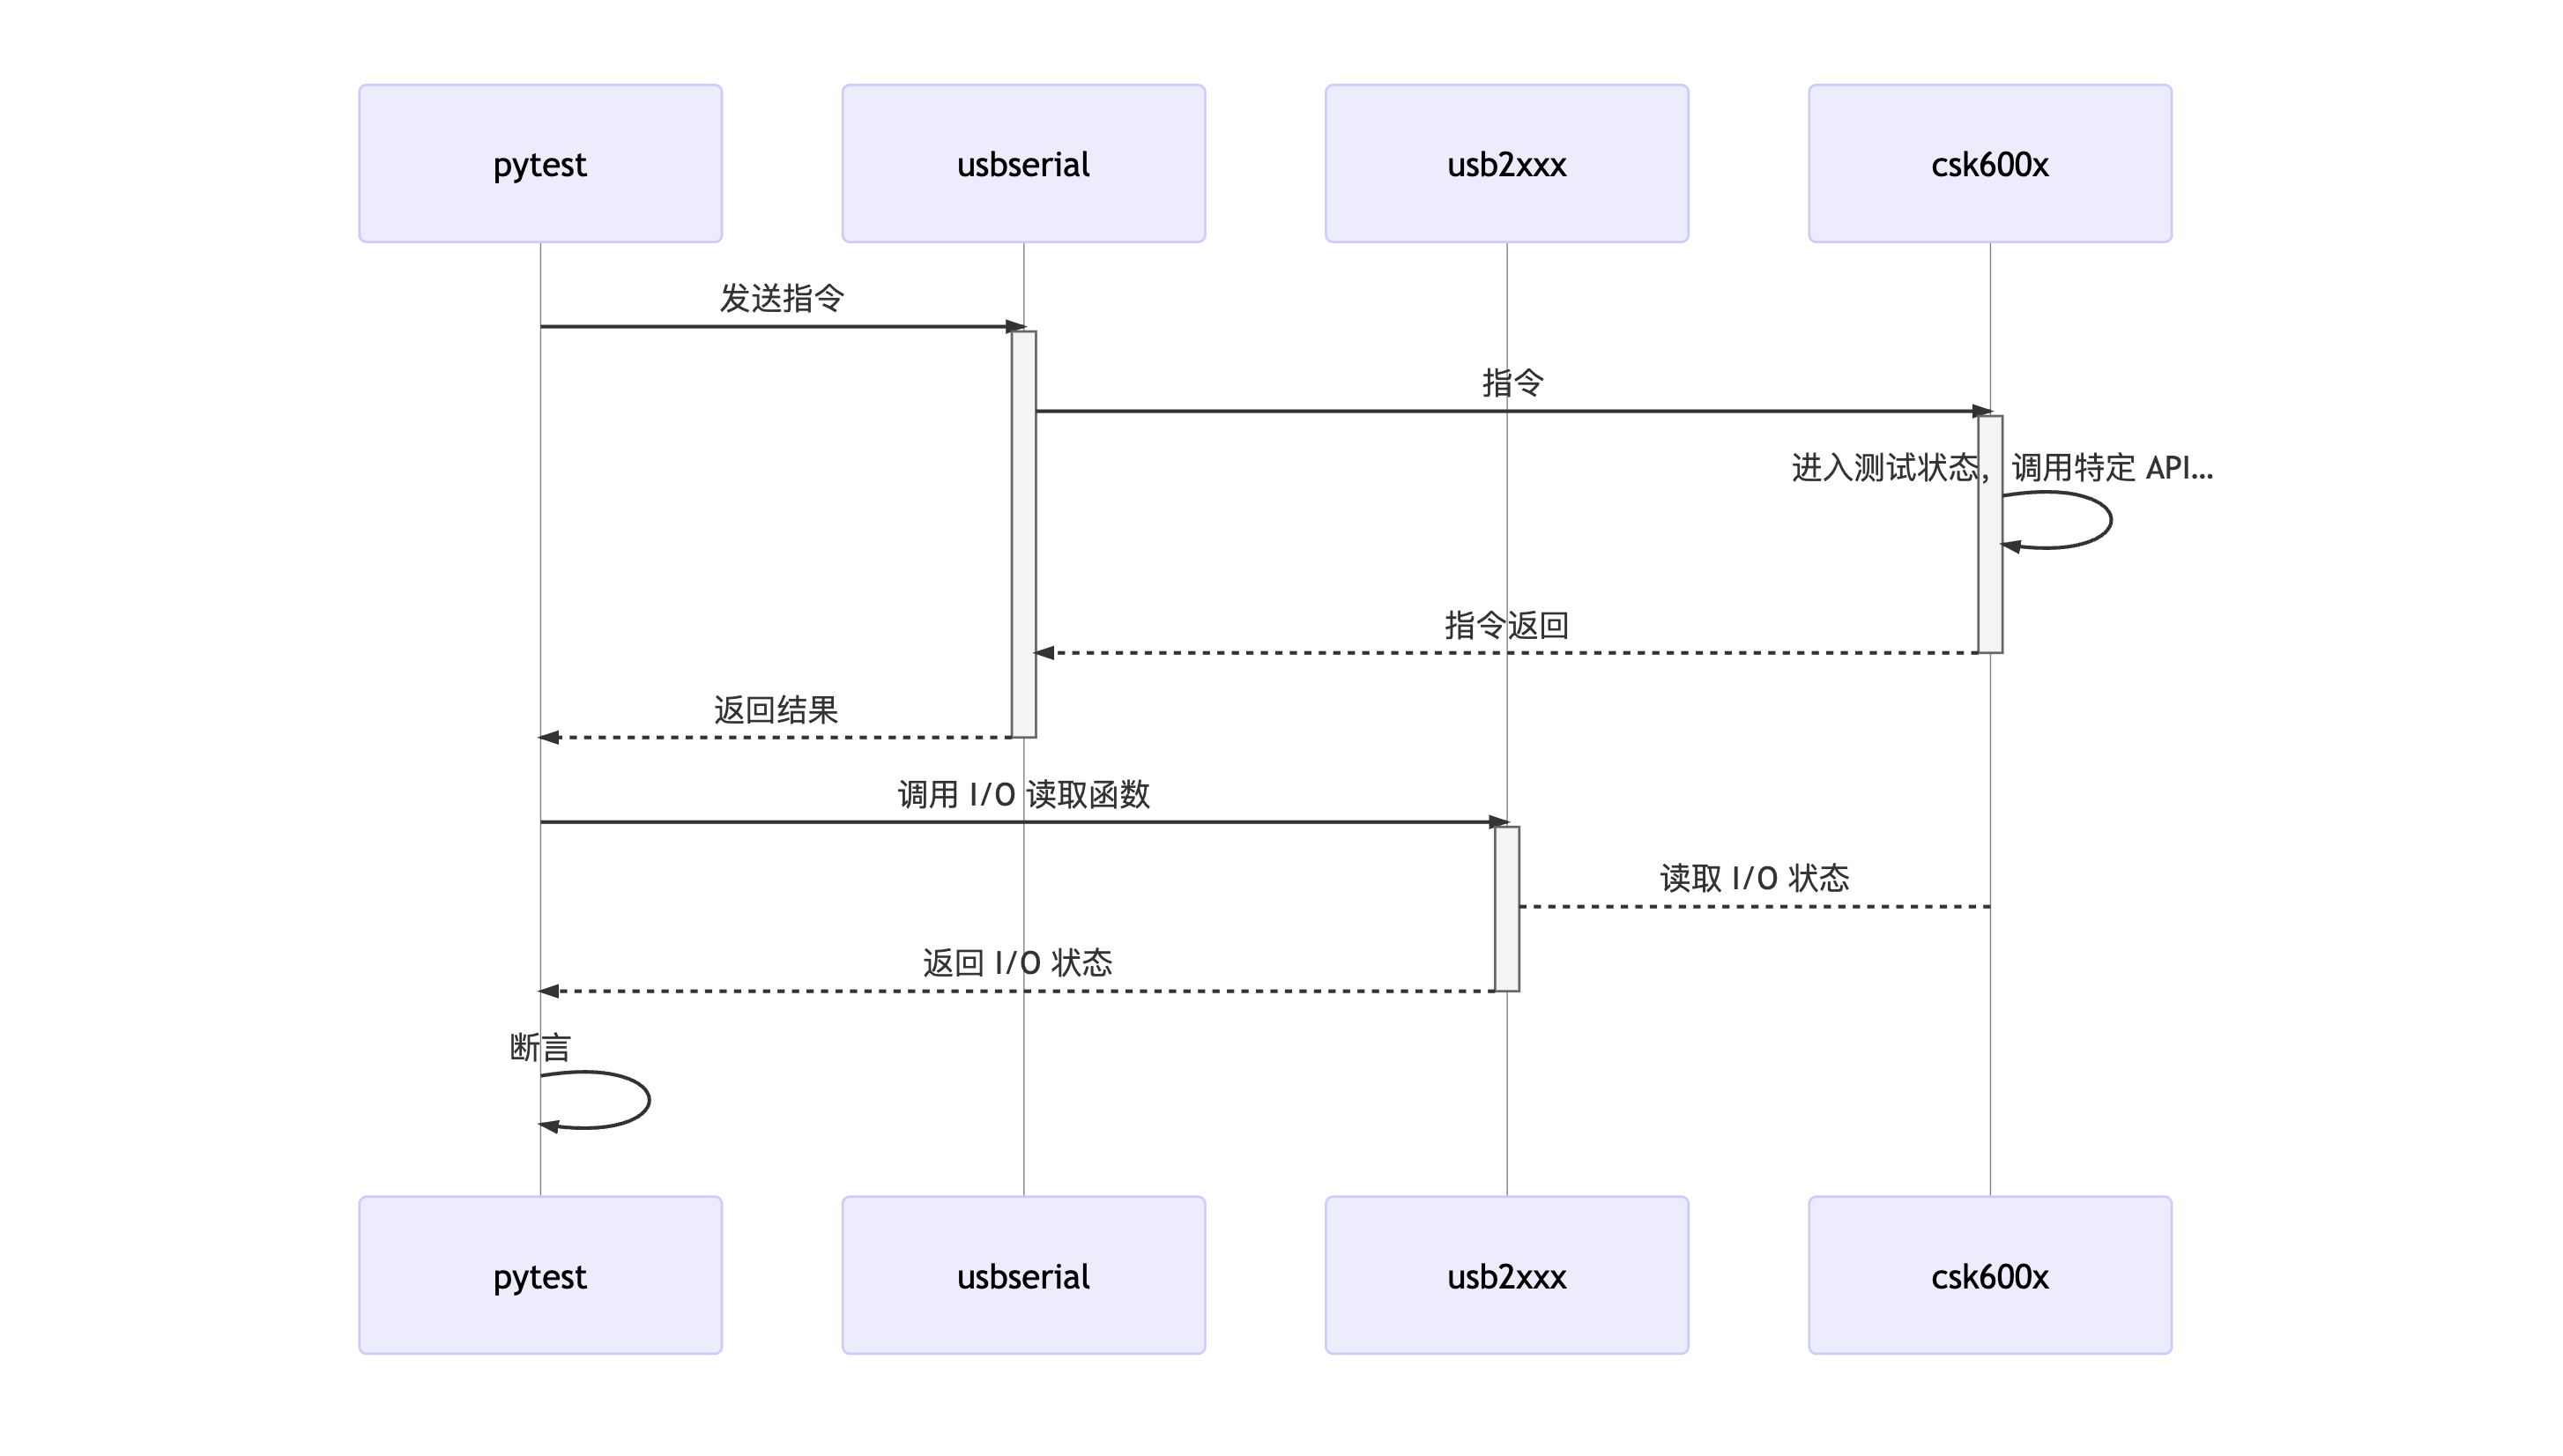 pytest
usbserial
usb2xxx
csk600x
发送指令
指令
进入测试状态，调用特定 API...
指令返回
返回结果
调用 I/O 读取函数
读取 I/O 状态
返回 I/O 状态
断言
pytest
usbserial
usb2xxx
csk600x